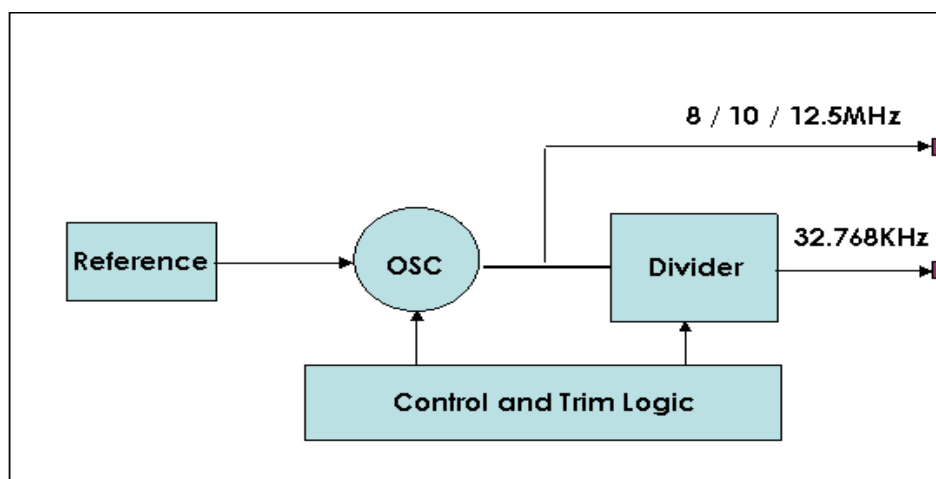 8 / 10 / 12.5MHz
32.768KHz
Reference
OSC
Divider
Control and Trim Logic